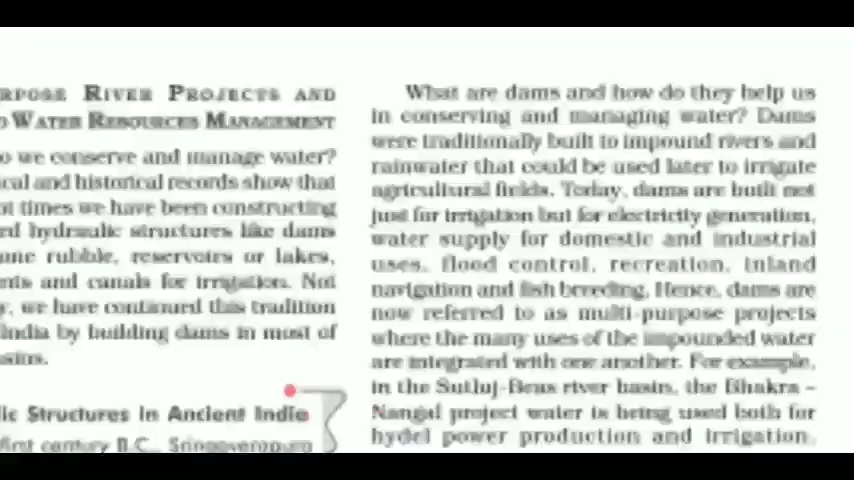 RPOSE RIVER PROJECTS AND
WATER RESOURCES MANAGEMENT
o we conserve and manage water?
ical and historical records show that
nt times we have been constructing
ed hydraulic structures like dams
one rubble, reservoirs or lakes,
nts and canals for irrigation. Not
y, we have continued this tradition
India by building dams in most of
asins.
ic Structures in Ancient India
first century B.C., Sringaverapura
What are dams and how do they help us
in conserving and managing water? Dams
were traditionally built to impound rivers and
rainwater that could be used later to irrigate
agricultural fields. Today, dams are built not
just for irrigation but for electricity generation,
water supply for domestic and industrial
uses, flood control, recreation, inland
navigation and fish breeding. Hence, dams are
now referred to as multi-purpose projects
where the many uses of the impounded water
are integrated with one another. For example,
in the Sutluj-Beas river basin, the Bhakra –
Nangal project water is being used both for
hydel power production and irrigation.